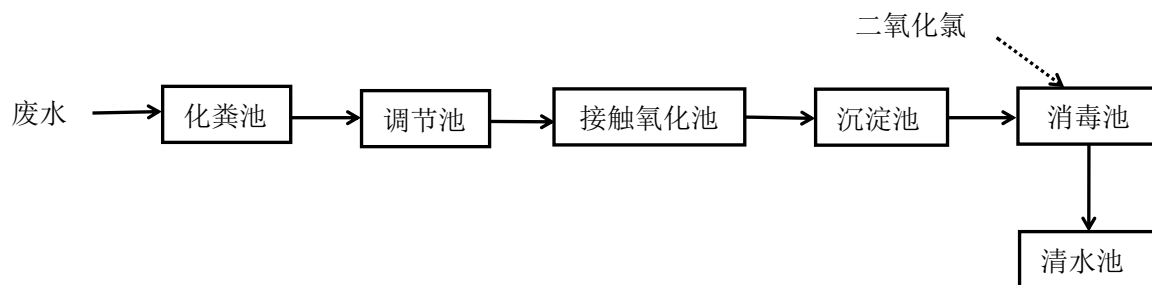 二氧化氯
废水
化粪池
调节池
接触氧化池
沉淀池
消毒池
清水池